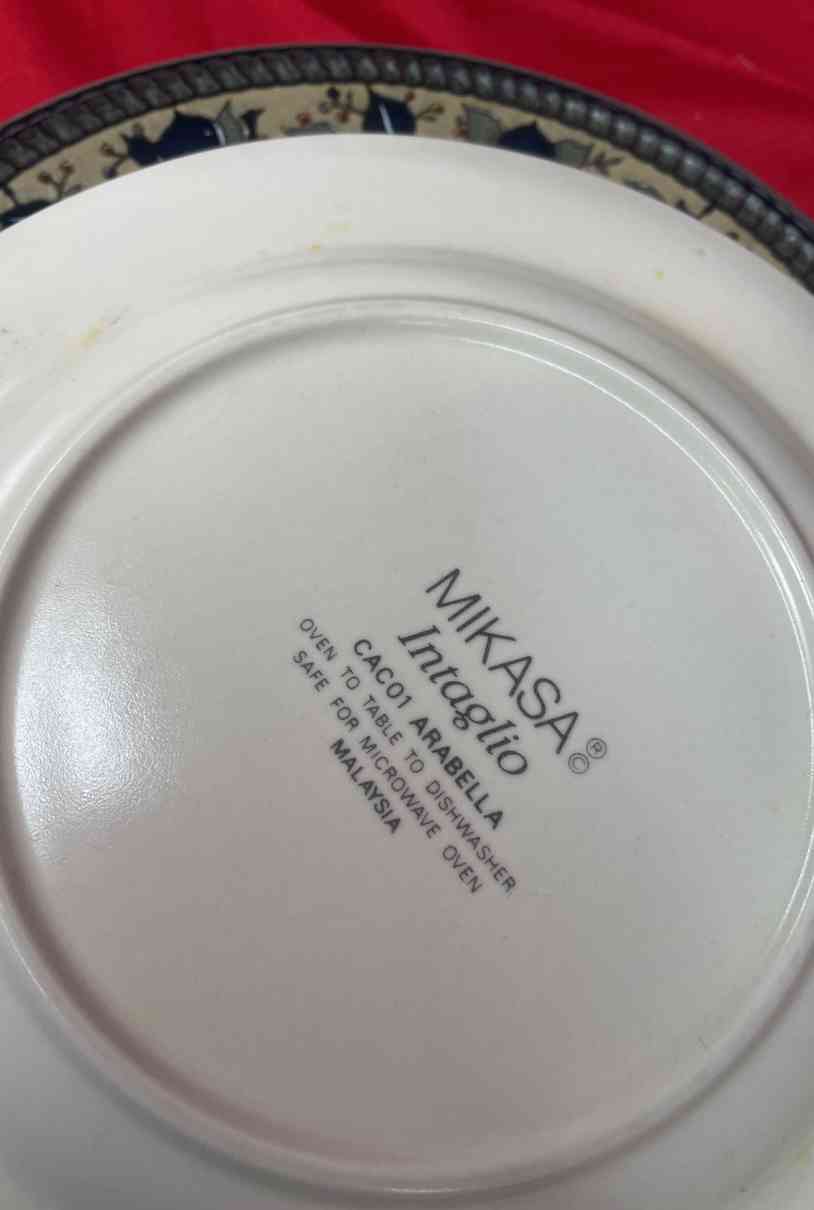 MIKASA®©
Intaglio
CAC01 ARABELLA
OVEN TO TABLE TO DISHWASHER
SAFE FOR MICROWAVE OVEN
MALAYSIA